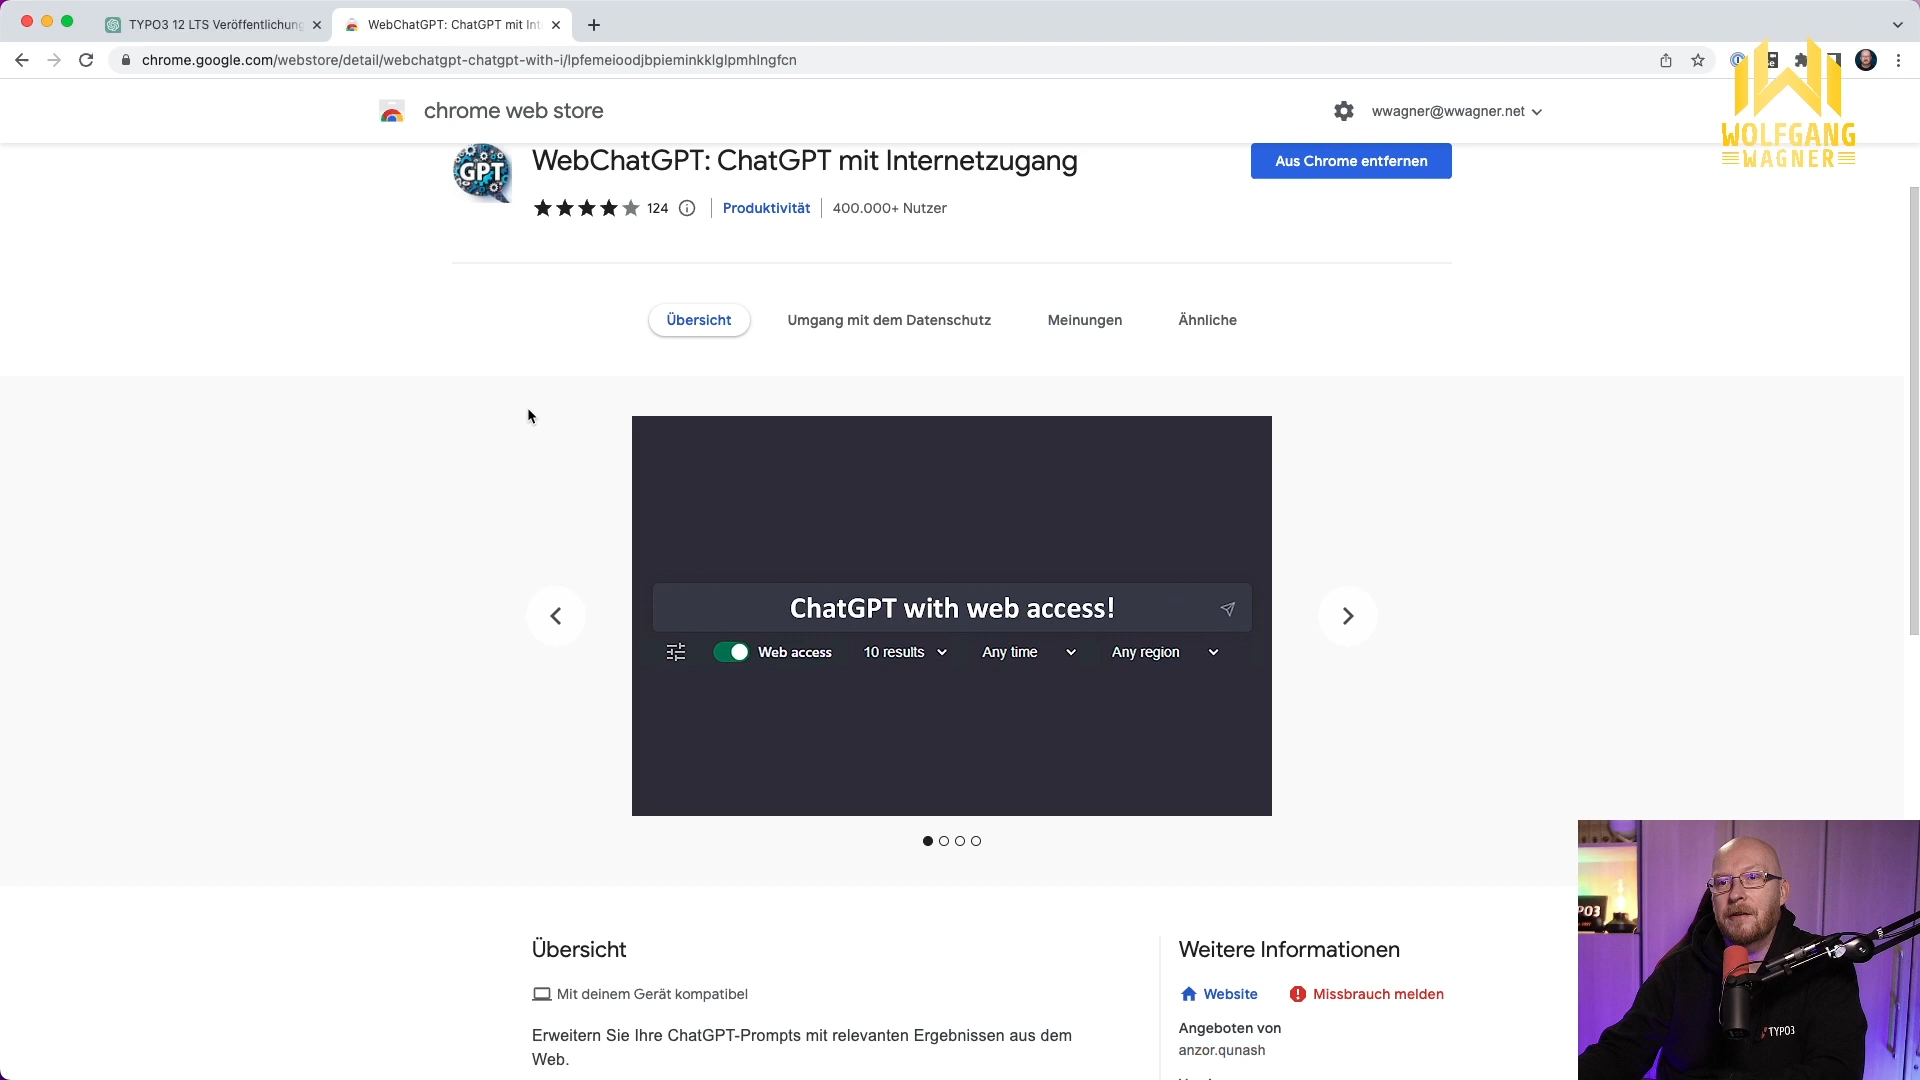 TYPO3 12 LTS Veröffentlichung
WebChatGPT: ChatGPT mit Int
chrome.google.com/webstore/detail/webchatgpt-chatgpt-with-i/lpfemeioodjbpieminkklglpmhlngfcn
chrome web store
wwagner@wwagner.net
WOLFGANG
WAGNER
GPT
WebChatGPT: ChatGPT mit Internetzugang
Aus Chrome entfernen
124
Produktivität
400.000+ Nutzer
Übersicht
Umgang mit dem Datenschutz
Meinungen
Ähnliche
ChatGPT with web access!
Web access
10 results
Any time
Any region
Übersicht
Mit deinem Gerät kompatibel
Erweitern Sie Ihre ChatGPT-Prompts mit relevanten Ergebnissen aus dem
Web.
Weitere Informationen
Website
Missbrauch melden
Angeboten von
anzor.qunash
TYPO3